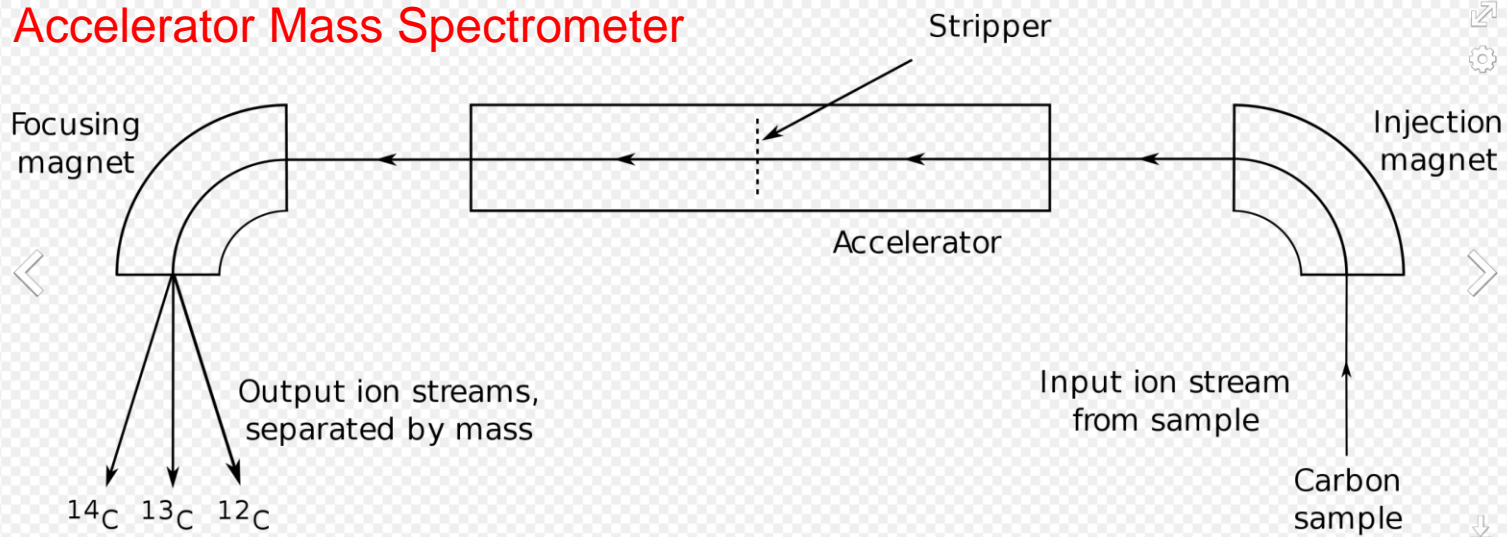 Accelerator Mass Spectrometer
Stripper
Focusing
magnet
Injection
magnet
Accelerator
Output ion streams,
separated by mass
Input ion stream
from sample
Carbon
sample
¹⁴C ¹³C ¹²C